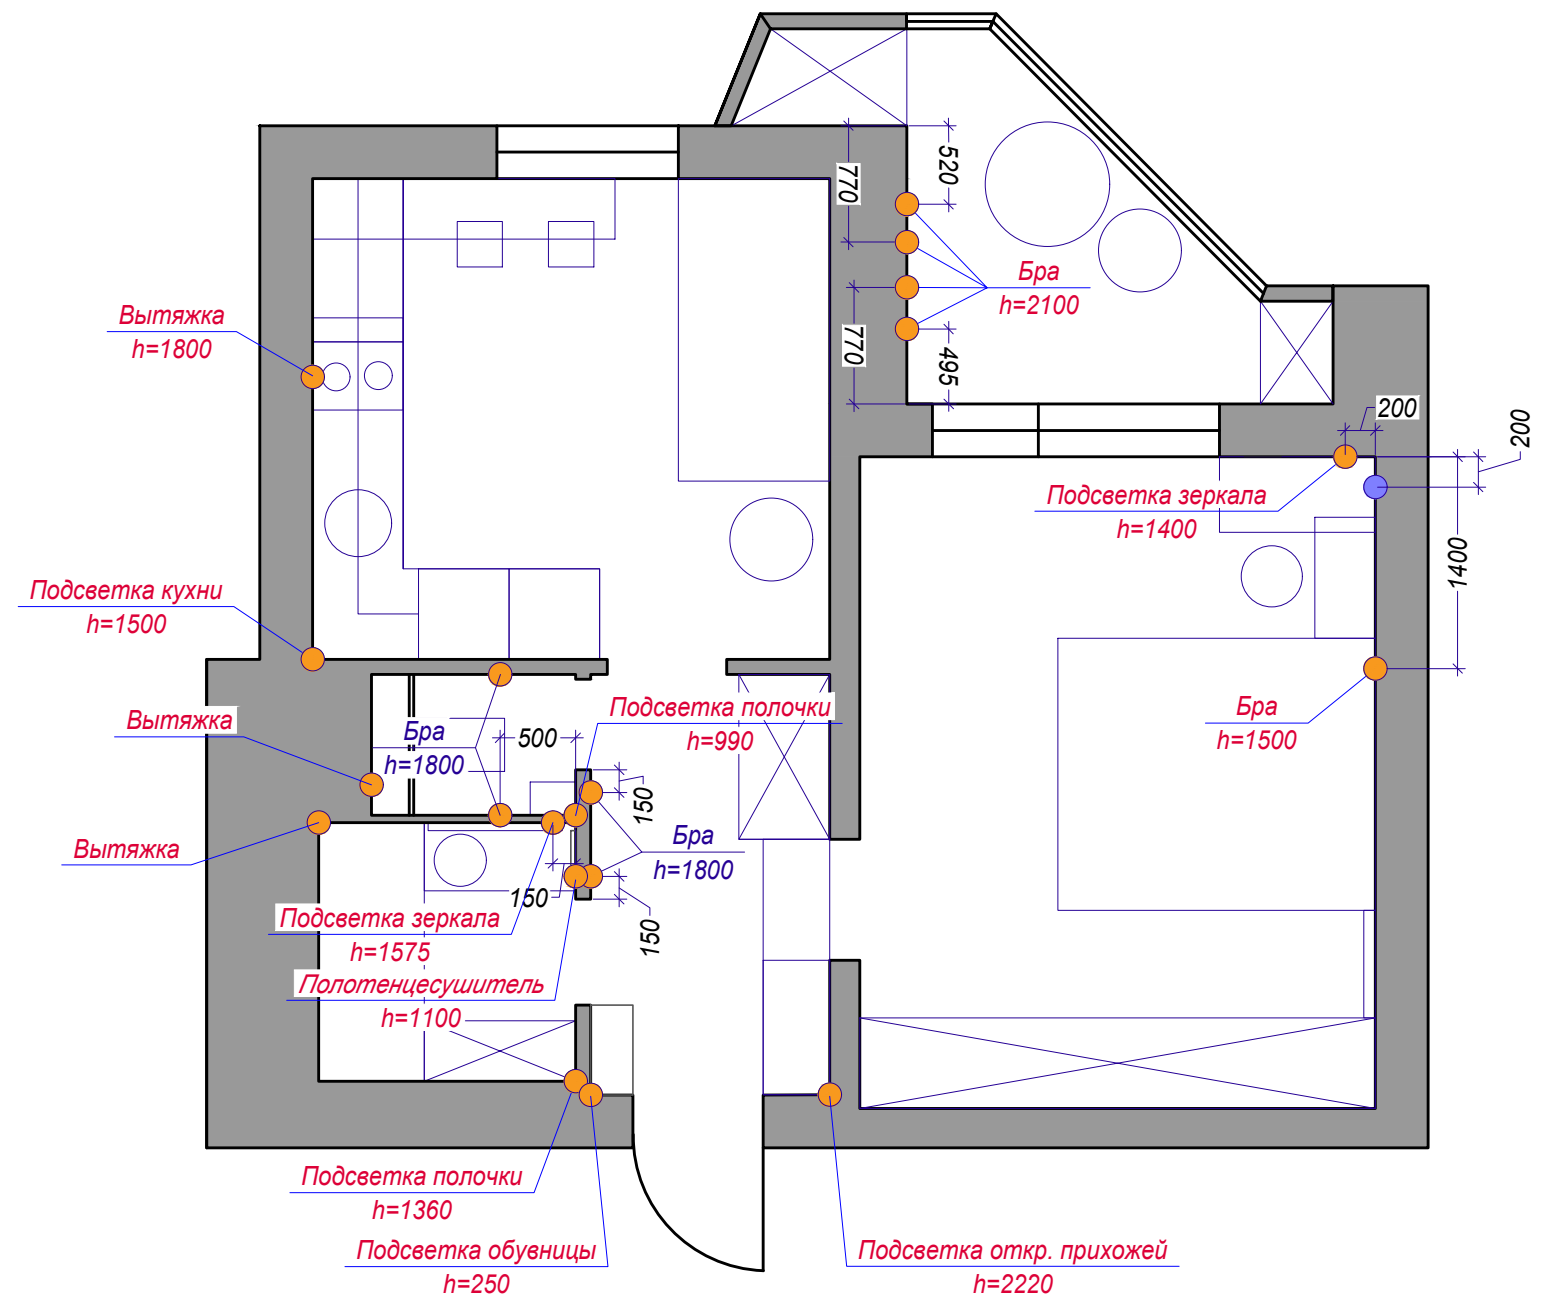 520
770
Бра
h=2100
Вытяжка
h=1800
770
495
200
200
Подсветка зеркала
h=1400
1400
Подсветка кухни
h=1500
Бра
h=1500
Вытяжка
Бра
h=1800
500
Подсветка полочки
h=990
150
Бра
h=1800
Вытяжка
150
150
Подсветка зеркала
h=1575
Полотенцесушитель
h=1100
Подсветка полочки
h=1360
Подсветка обувницы
h=250
Подсветка откр. прихожей
h=2220